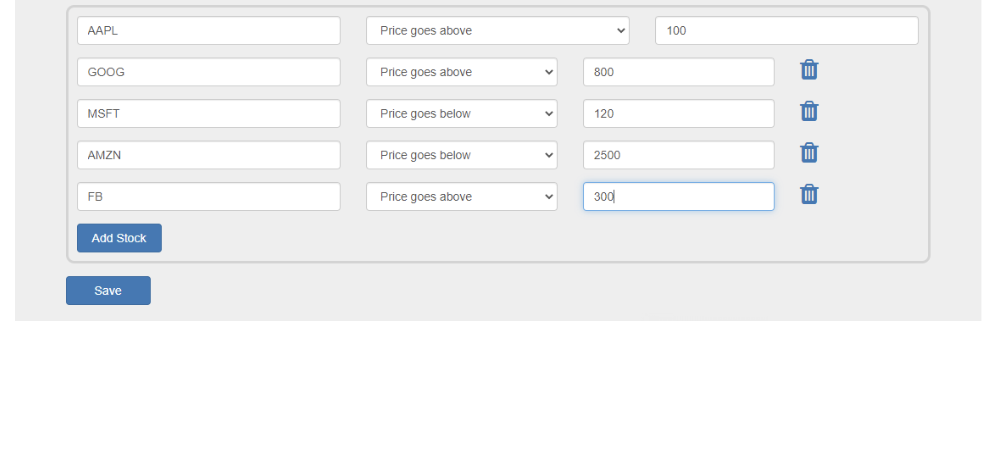 AAPL Price goes above 100
GOOG Price goes above 800
MSFT Price goes below 120
AMZN Price goes below 2500
FB Price goes above 300
Add Stock
Save